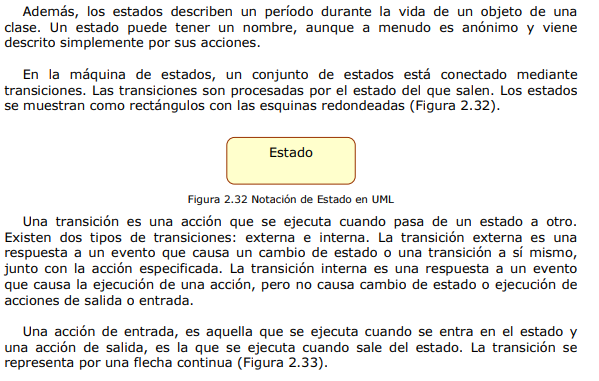 Además, los estados describen un período durante la vida de un objeto de una
clase. Un estado puede tener un nombre, aunque a menudo es anónimo y viene
descrito simplemente por sus acciones.
En la máquina de estados, un conjunto de estados está conectado mediante
transiciones. Las transiciones son procesadas por el estado del que salen. Los estados
se muestran como rectángulos con las esquinas redondeadas (Figura 2.32).
Estado
Figura 2.32 Notación de Estado en UML
Una transición es una acción que se ejecuta cuando pasa de un estado a otro.
Existen dos tipos de transiciones: externa e interna. La transición externa es una
respuesta a un evento que causa un cambio de estado o una transición a sí mismo,
junto con la acción especificada. La transición interna es una respuesta a un evento
que causa la ejecución de una acción, pero no causa cambio de estado o ejecución de
acciones de salida o entrada.
Una acción de entrada, es aquella que se ejecuta cuando se entra en el estado y
una acción de salida, es la que se ejecuta cuando sale del estado. La transición se
representa por una flecha continua (Figura 2.33).